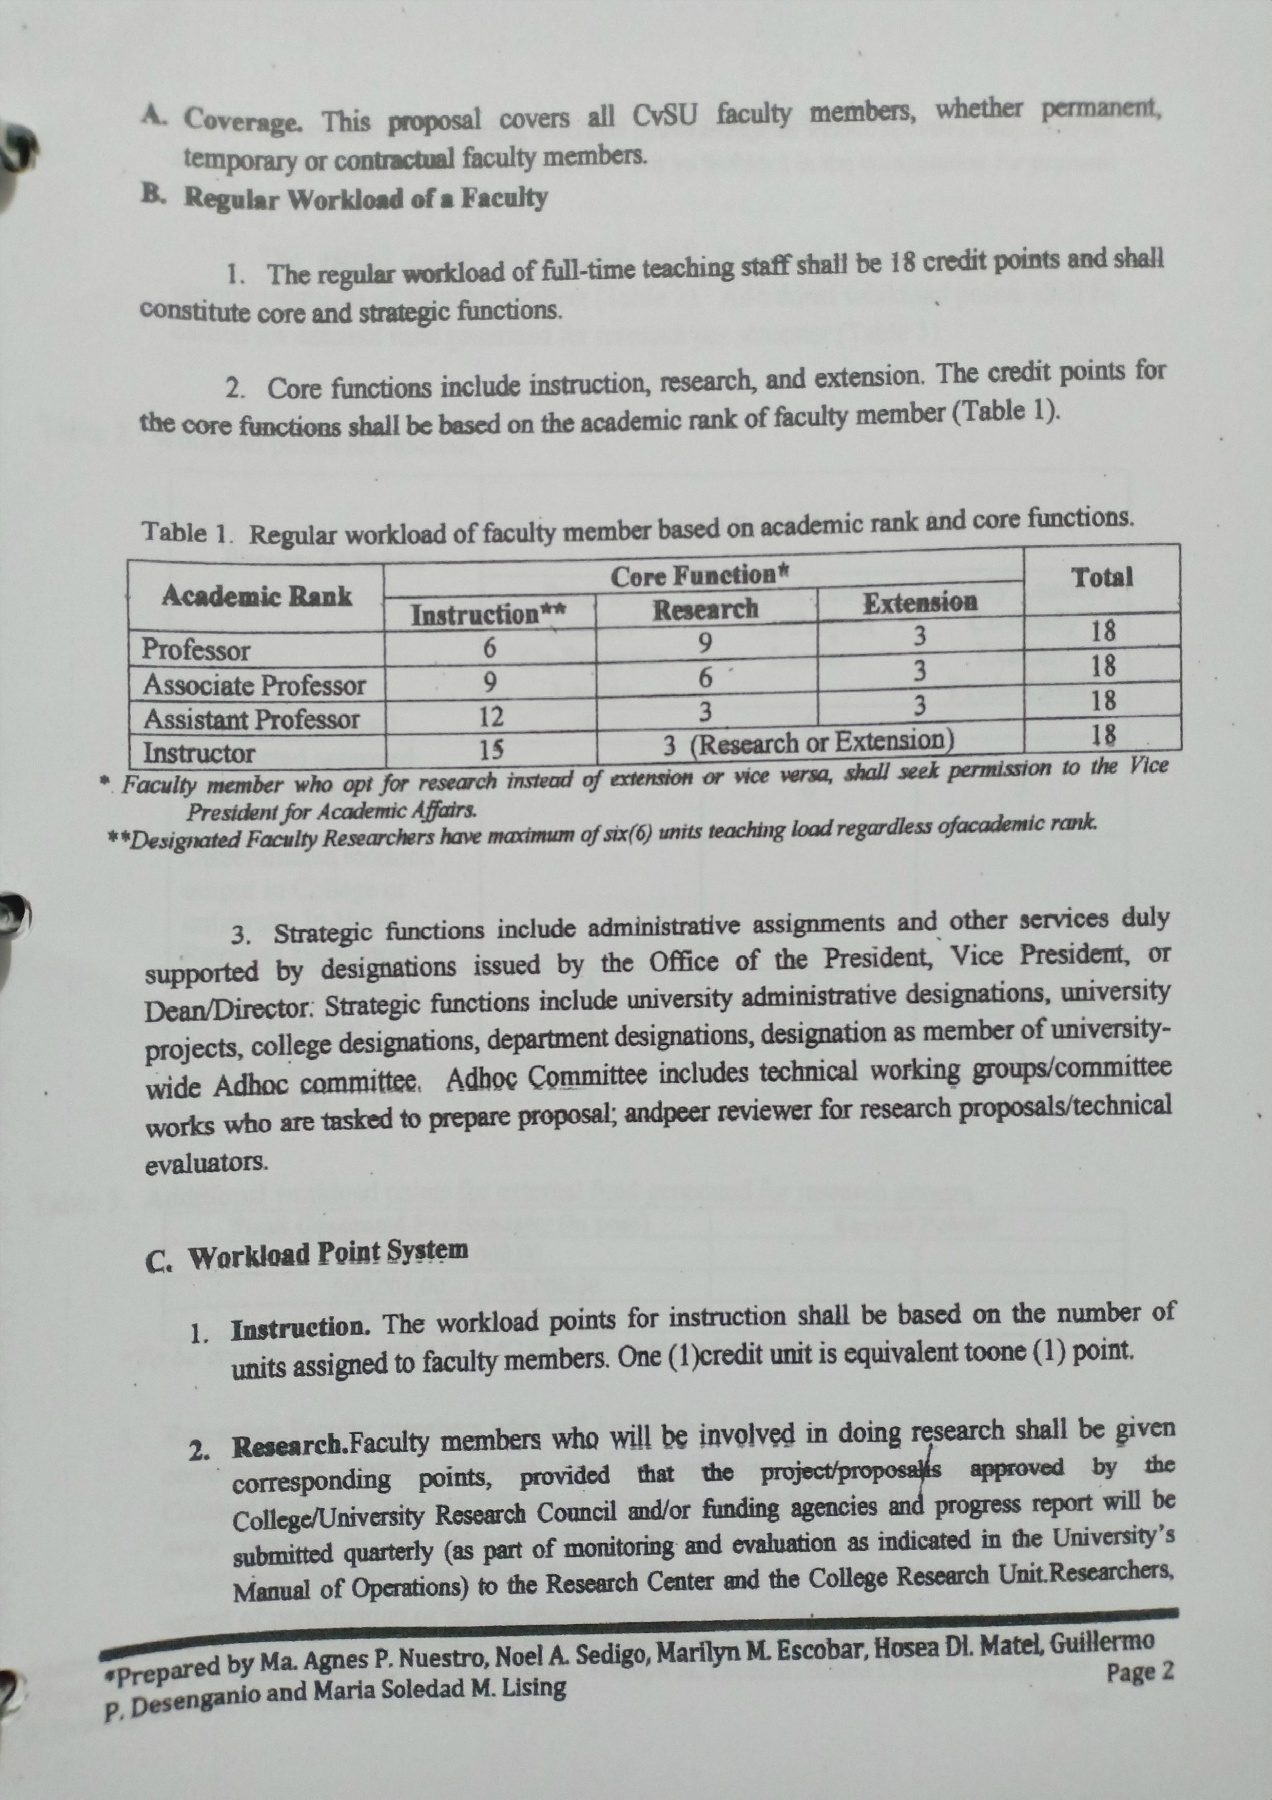 A. Coverage. This proposal covers all CvSU faculty members, whether permanent,
temporary or contractual faculty members.
B. Regular Workload of a Faculty
1. The regular workload of full-time teaching staff shall be 18 credit points and shall
constitute core and strategic functions.
2. Core functions include instruction, research, and extension. The credit points for
the core functions shall be based on the academic rank of faculty member (Table 1).
Table 1. Regular workload of faculty member based on academic rank and core functions.
Academic Rank Core Function* Total
Instruction** Research Extension
Professor 6 9 3 18
Associate Professor 9 6 3 18
Assistant Professor 12 3 3 18
Instructor 15 3 (Research or Extension) 18
* Faculty member who opt for research instead of extension or vice versa, shall seek permission to the Vice
President for Academic Affairs.
**Designated Faculty Researchers have maximum of six(6) units teaching load regardless ofacademic rank.
3. Strategic functions include administrative assignments and other services duly
supported by designations issued by the Office of the President, Vice President, or
Dean/Director. Strategic functions include university administrative designations, university
projects, college designations, department designations, designation as member of university-
wide Adhoc committee. Adhoc Committee includes technical working groups/committee
works who are tasked to prepare proposal; andpeer reviewer for research proposals/technical
evaluators.
C. Workload Point System
1. Instruction. The workload points for instruction shall be based on the number of
units assigned to faculty members. One (1)credit unit is equivalent toone (1) point.
2. Research.Faculty members who will be involved in doing research shall be given
corresponding points, provided that the project/proposalis approved by the
College/University Research Council and/or funding agencies and progress report will be
submitted quarterly (as part of monitoring and evaluation as indicated in the University's
Manual of Operations) to the Research Center and the College Research Unit.Researchers,
*Prepared by Ma. Agnes P. Nuestro, Noel A. Sedigo, Marilyn M. Escobar, Hosea Dl. Matel, Guillermo
P. Desenganio and Maria Soledad M. Lising
Page 2